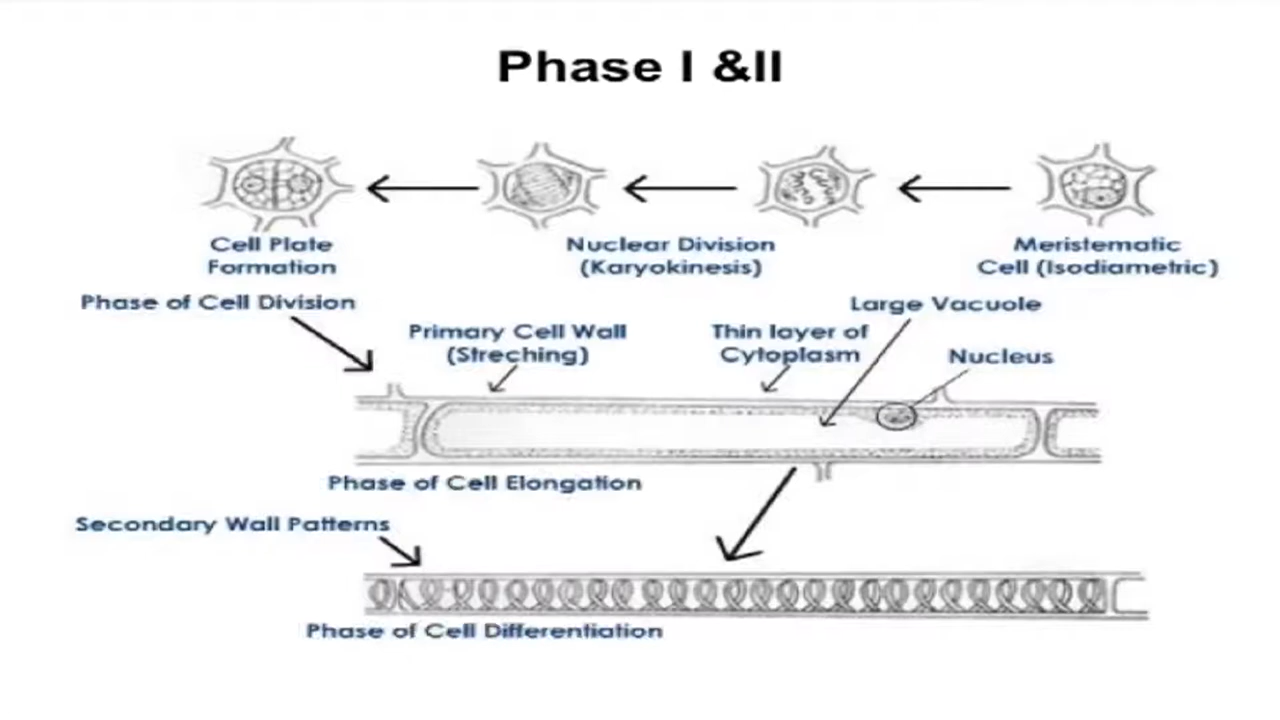 Phase I &II
Cell Plate
Formation
Nuclear Division
(Karyokinesis)
Meristematic
Cell (Isodiametric)
Phase of Cell Division
Large Vacuole
Primary Cell Wall
(Streching)
Thin layer of
Cytoplasm
Nucleus
Phase of Cell Elongation
Secondary Wall Patterns
Phase of Cell Differentiation